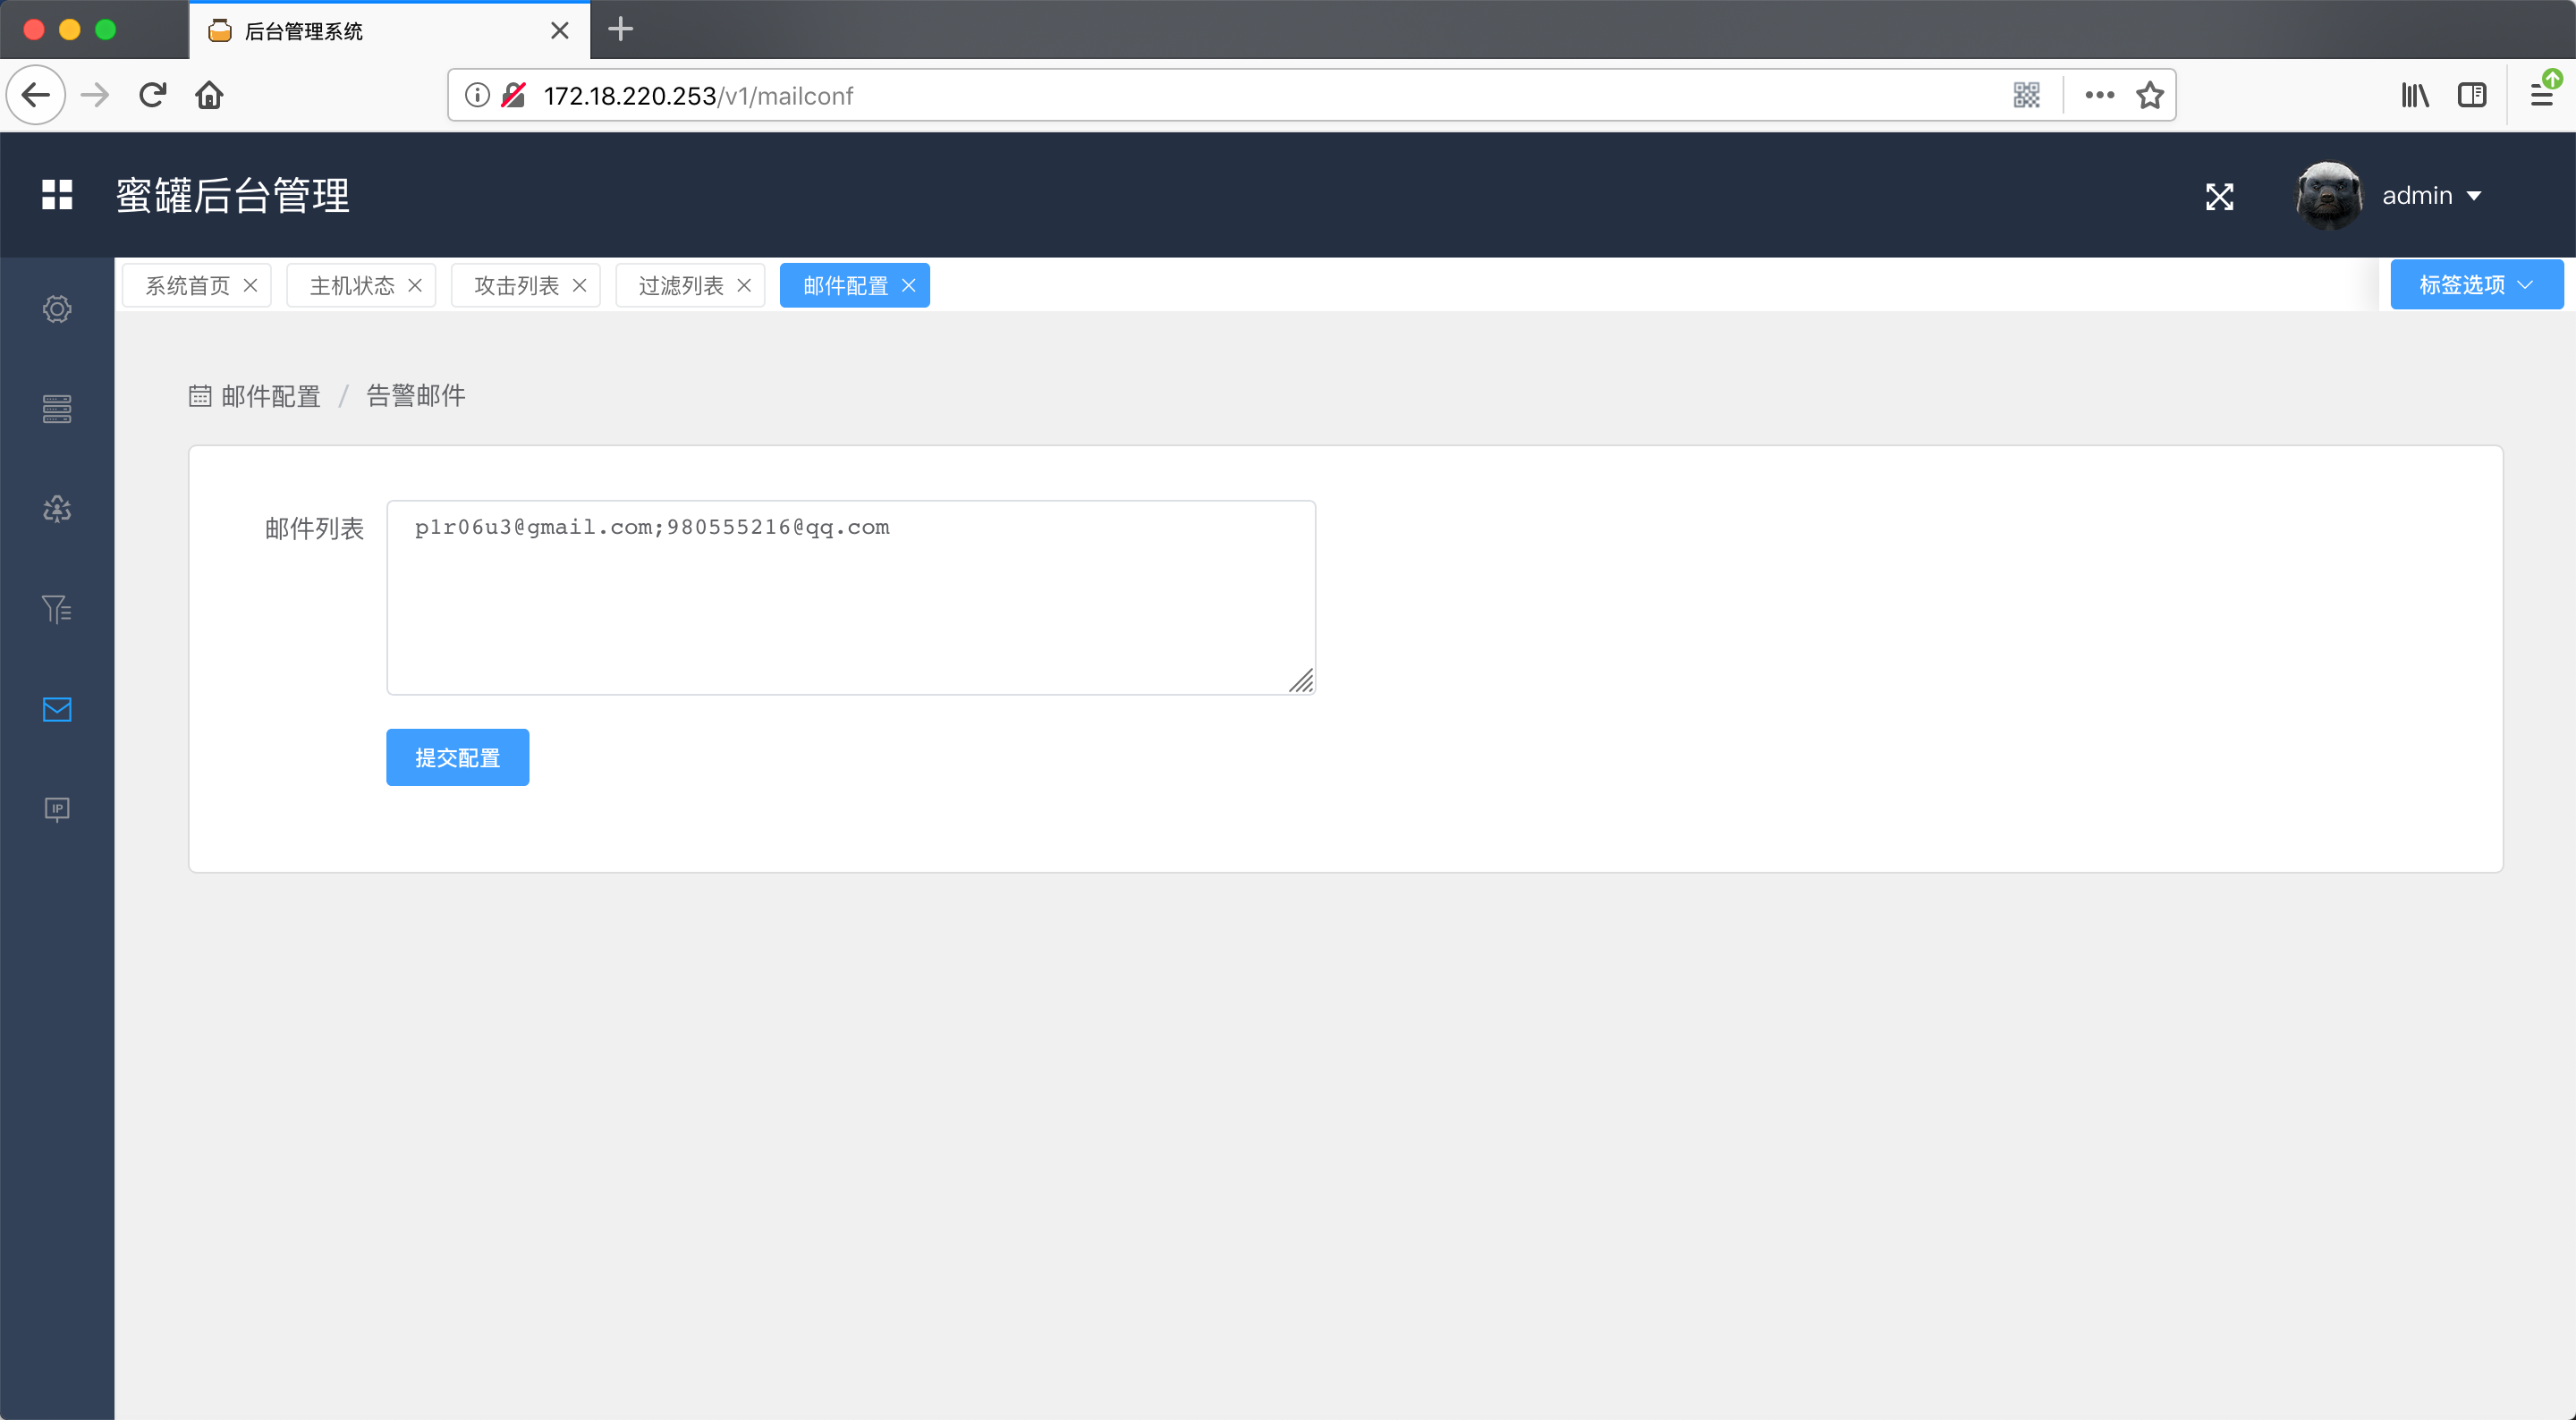 后台管理系统
172.18.220.253/v1/mailconf
蜜罐后台管理
admin
系统首页 主机状态 攻击列表 过滤列表 邮件配置 标签选项
邮件配置 / 告警邮件
邮件列表
p1r06u3@gmail.com;980555216@qq.com
提交配置
IP